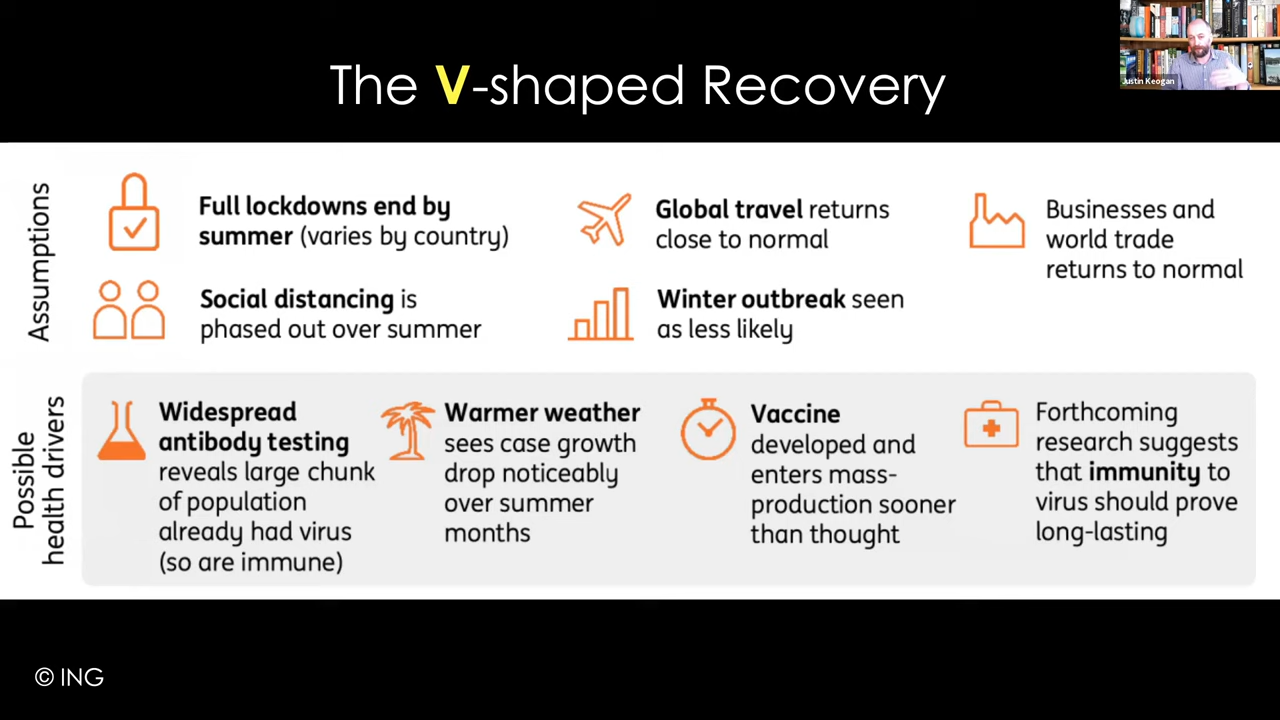 The V-shaped Recovery
Justin Keogan
Assumptions
Full lockdowns end by
summer (varies by country)
Global travel returns
close to normal
Businesses and
world trade
returns to normal
Social distancing is
phased out over summer
Winter outbreak seen
as less likely
Possible
health drivers
Widespread
antibody testing
reveals large chunk
of population
already had virus
(so are immune)
Warmer weather
sees case growth
drop noticeably
over summer
months
Vaccine
developed and
enters mass-
production sooner
than thought
Forthcoming
research suggests
that immunity to
virus should prove
long-lasting
© ING